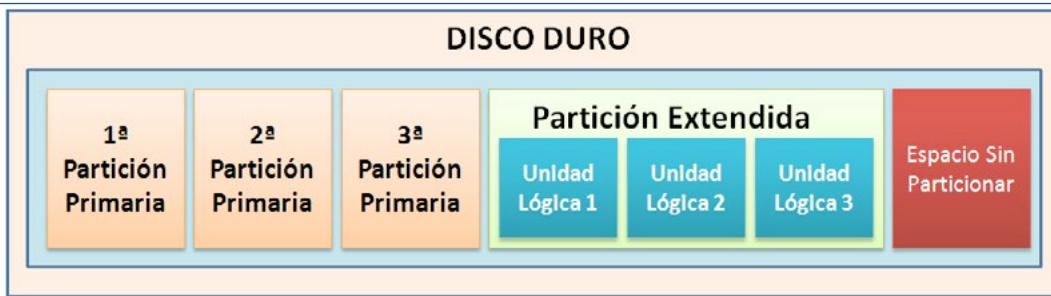 DISCO DURO
1ª
Partición
Primaria
2ª
Partición
Primaria
3ª
Partición
Primaria
Partición Extendida
Unidad
Lógica 1
Unidad
Lógica 2
Unidad
Lógica 3
Espacio Sin
Particionar